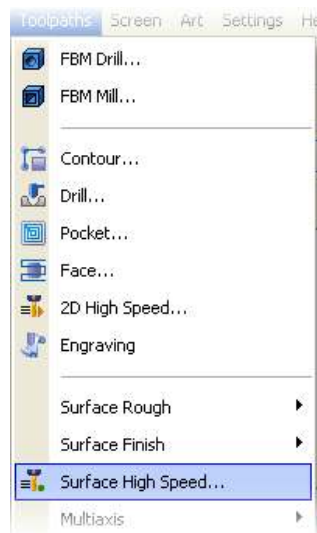 Toolpaths Screen Art Settings He
FBM Drill...
FBM Mill...
Contour...
Drill...
Pocket...
Face...
2D High Speed...
Engraving
Surface Rough
Surface Finish
Surface High Speed...
Multiaxis